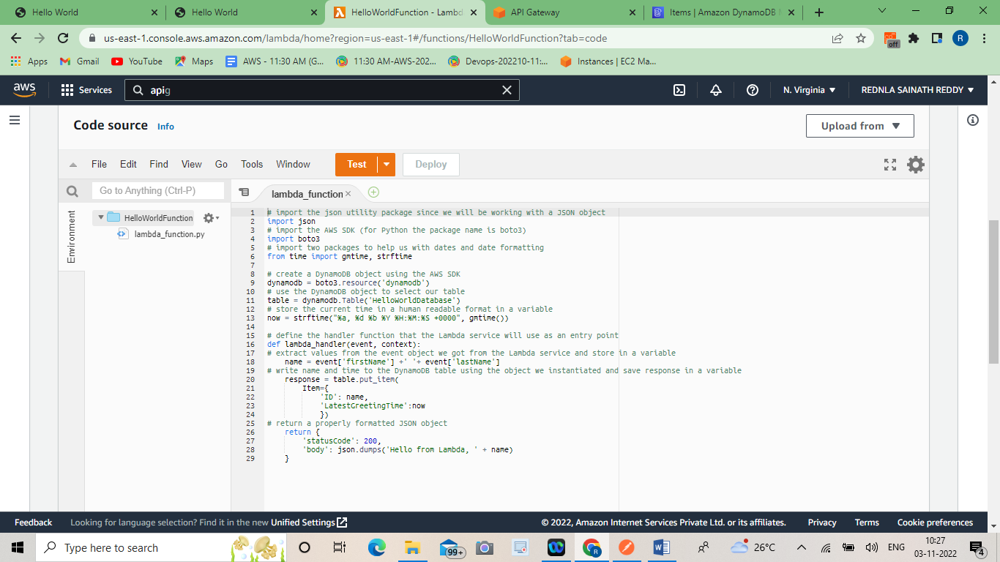 Hello World
Hello World
HelloWorldFunction - Lambd
API Gateway
Items | Amazon DynamoDB
us-east-1.console.aws.amazon.com/lambda/home?region=us-east-1#/functions/HelloWorldFunction?tab=code
off
R
Apps
Gmail
YouTube
Maps
AWS - 11:30 AM (G...
11:30 AM-AWS-202...
Devops-202210-11:...
Instances | EC2 Ma...
aws
Services
apig
N. Virginia
REDNLA SAINATH REDDY
Code source
Info
Upload from
File Edit Find View Go Tools Window
Test
Deploy
Go to Anything (Ctrl-P)
lambda_function
Environment
HelloWorldFunction
lambda_function.py
1 # import the json utility package since we will be working with a JSON object
2 import json
3 # import the AWS SDK (for Python the package name is boto3)
4 import boto3
5 # import two packages to help us with dates and date formatting
6 from time import gmtime, strftime
7
8 # create a DynamoDB object using the AWS SDK
9 dynamodb = boto3.resource('dynamodb')
10 # use the DynamoDB object to select our table
11 table = dynamodb.Table('HelloWorldDatabase')
12 # store the current time in a human readable format in a variable
13 now = strftime("%a, %d %b %Y %H:%M:%S +0000", gmtime())
14
15 # define the handler function that the Lambda service will use as an entry point
16 def lambda_handler(event, context):
17 # extract values from the event object we got from the Lambda service and store in a variable
18     name = event['firstName'] +' '+ event['lastName']
19 # write name and time to the DynamoDB table using the object we instantiated and save response in a variable
20     response = table.put_item(
21         Item={
22             'ID': name,
23             'LatestGreetingTime':now
24             })
25 # return a properly formatted JSON object
26     return {
27         'statusCode': 200,
28         'body': json.dumps('Hello from Lambda, ' + name)
29     }
Feedback
Looking for language selection? Find it in the new Unified Settings
© 2022, Amazon Internet Services Private Ltd. or its affiliates.
Privacy
Terms
Cookie preferences
Type here to search
99+
R
26°C
ENG
10:27
03-11-2022
4